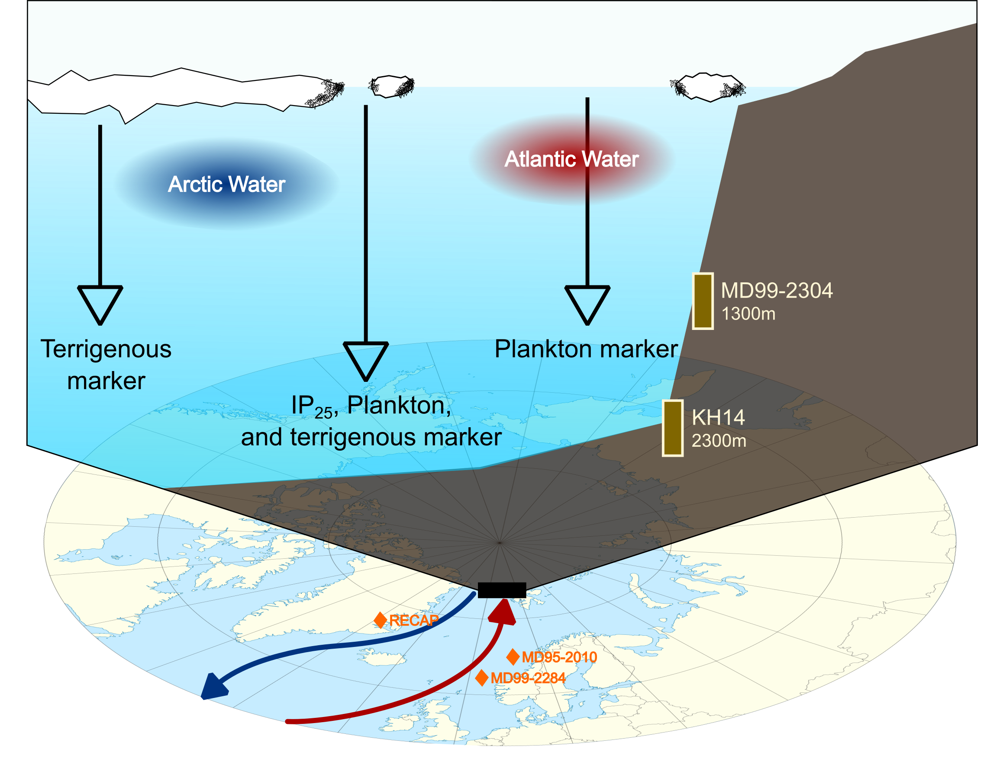 Atlantic Water
Arctic Water
MD99-2304
1300m
Terrigenous
marker
Plankton marker
IP25, Plankton,
and terrigenous marker
KH14
2300m
RECAP
MD95-2010
MD99-2284